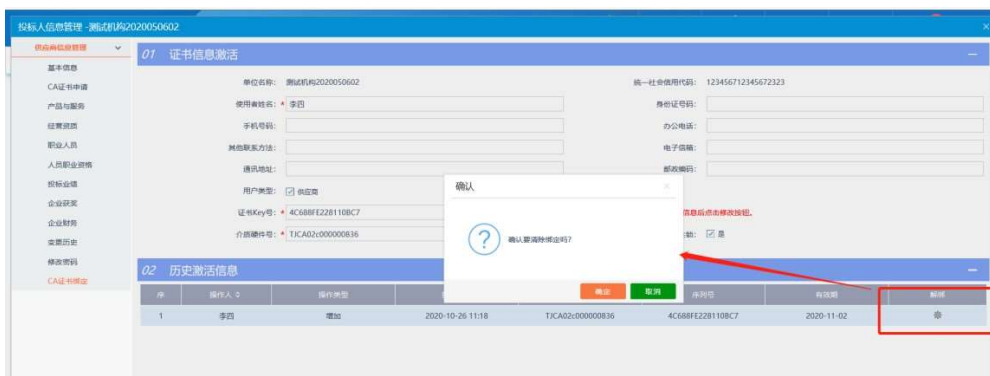 投标人信息管理 -测试机构2020050602
供应商信息管理
基本信息
CA证书申请
产品与服务
经营资质
职业人员
人员职业资格
投标业绩
企业获奖
企业财务
变更历史
修改密码
CA证书绑定
01 证书信息激活
单位名称: 测试机构2020050602 统一社会信用代码: 123456712345672323
使用者姓名: * 李四 身份证号码:
手机号码: 办公电话:
其他联系方法: 电子信箱:
通讯地址: 邮政编码:
用户类型: 供应商
证书Key号: * 4C688FE228110BC7 信息后点击修改按钮。
介质硬件号: * TJCA02c000000836 是
确认
确认要清除绑定吗?
确定 取消
02 历史激活信息
序 操作人 操作类型 序列号 有效期 解绑
1 李四 增加 2020-10-26 11:18 TJCA02c000000836 4C688FE228110BC7 2020-11-02